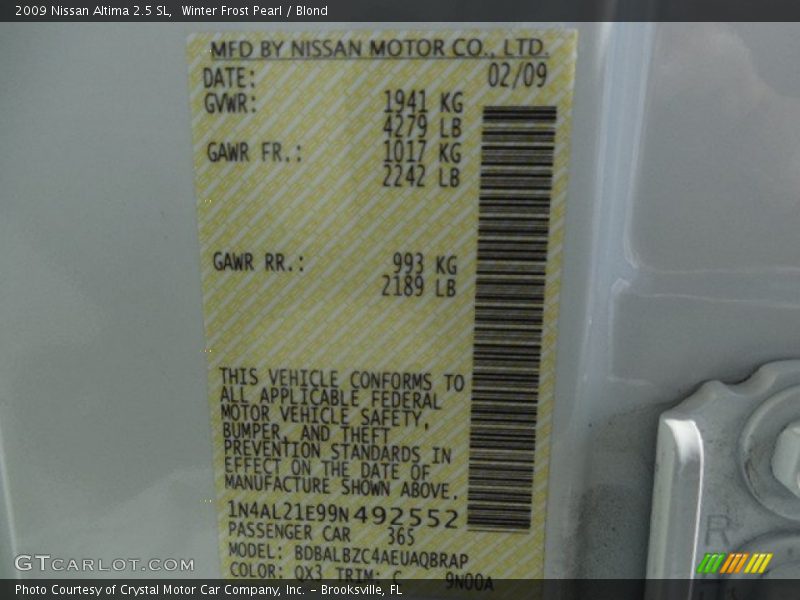 2009 Nissan Altima 2.5 SL,  Winter Frost Pearl / Blond
MFD BY NISSAN MOTOR CO., LTD.
DATE: 02/09
GVWR: 1941 KG
4279 LB
GAWR FR.: 1017 KG
2242 LB
GAWR RR.: 993 KG
2189 LB
THIS VEHICLE CONFORMS TO
ALL APPLICABLE FEDERAL
MOTOR VEHICLE SAFETY,
BUMPER, AND THEFT
PREVENTION STANDARDS IN
EFFECT ON THE DATE OF
MANUFACTURE SHOWN ABOVE.
1N4AL21E99N492552
PASSENGER CAR 365
MODEL: BDBALBZC4AEUAQBRAP
COLOR: QX3 TRIM: C 9N00A
R
GTCARLOT.COM
Photo Courtesy of Crystal Motor Car Company, Inc. – Brooksville, FL